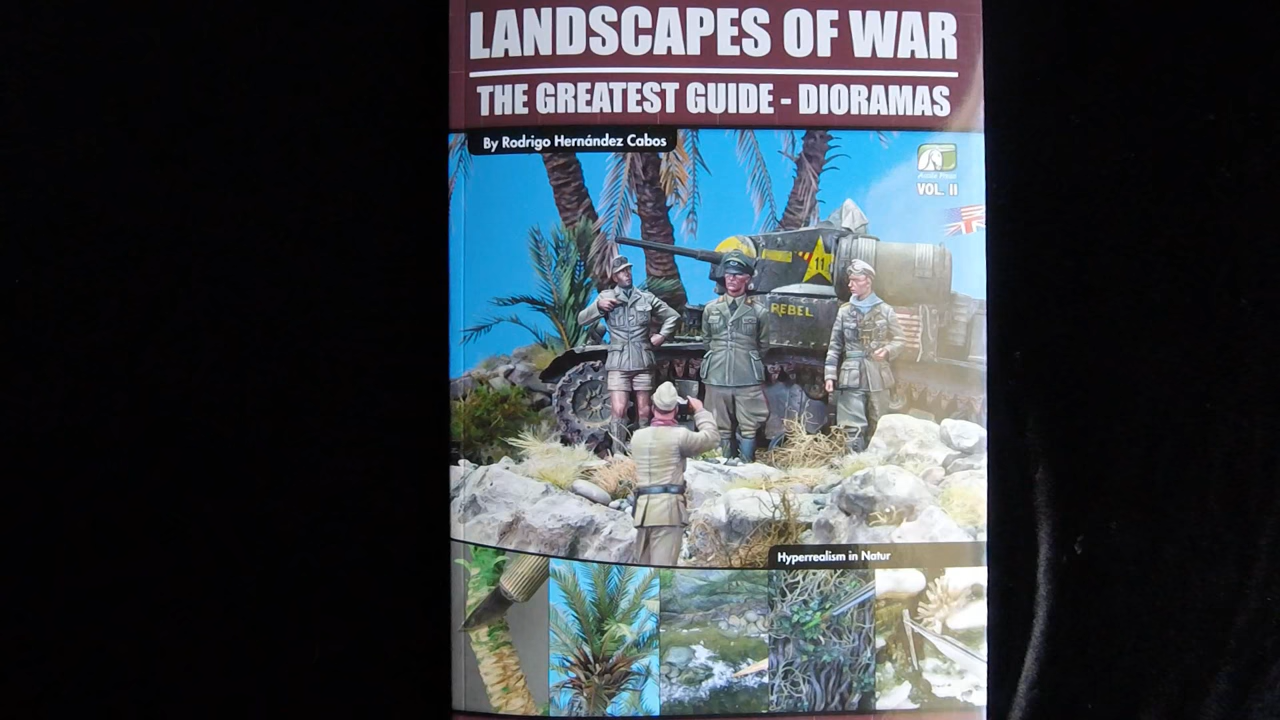 LANDSCAPES OF WAR
THE GREATEST GUIDE - DIORAMAS
By Rodrigo Hernández Cabos
VOL. II
11
REBEL
Hyperrealism in Natur